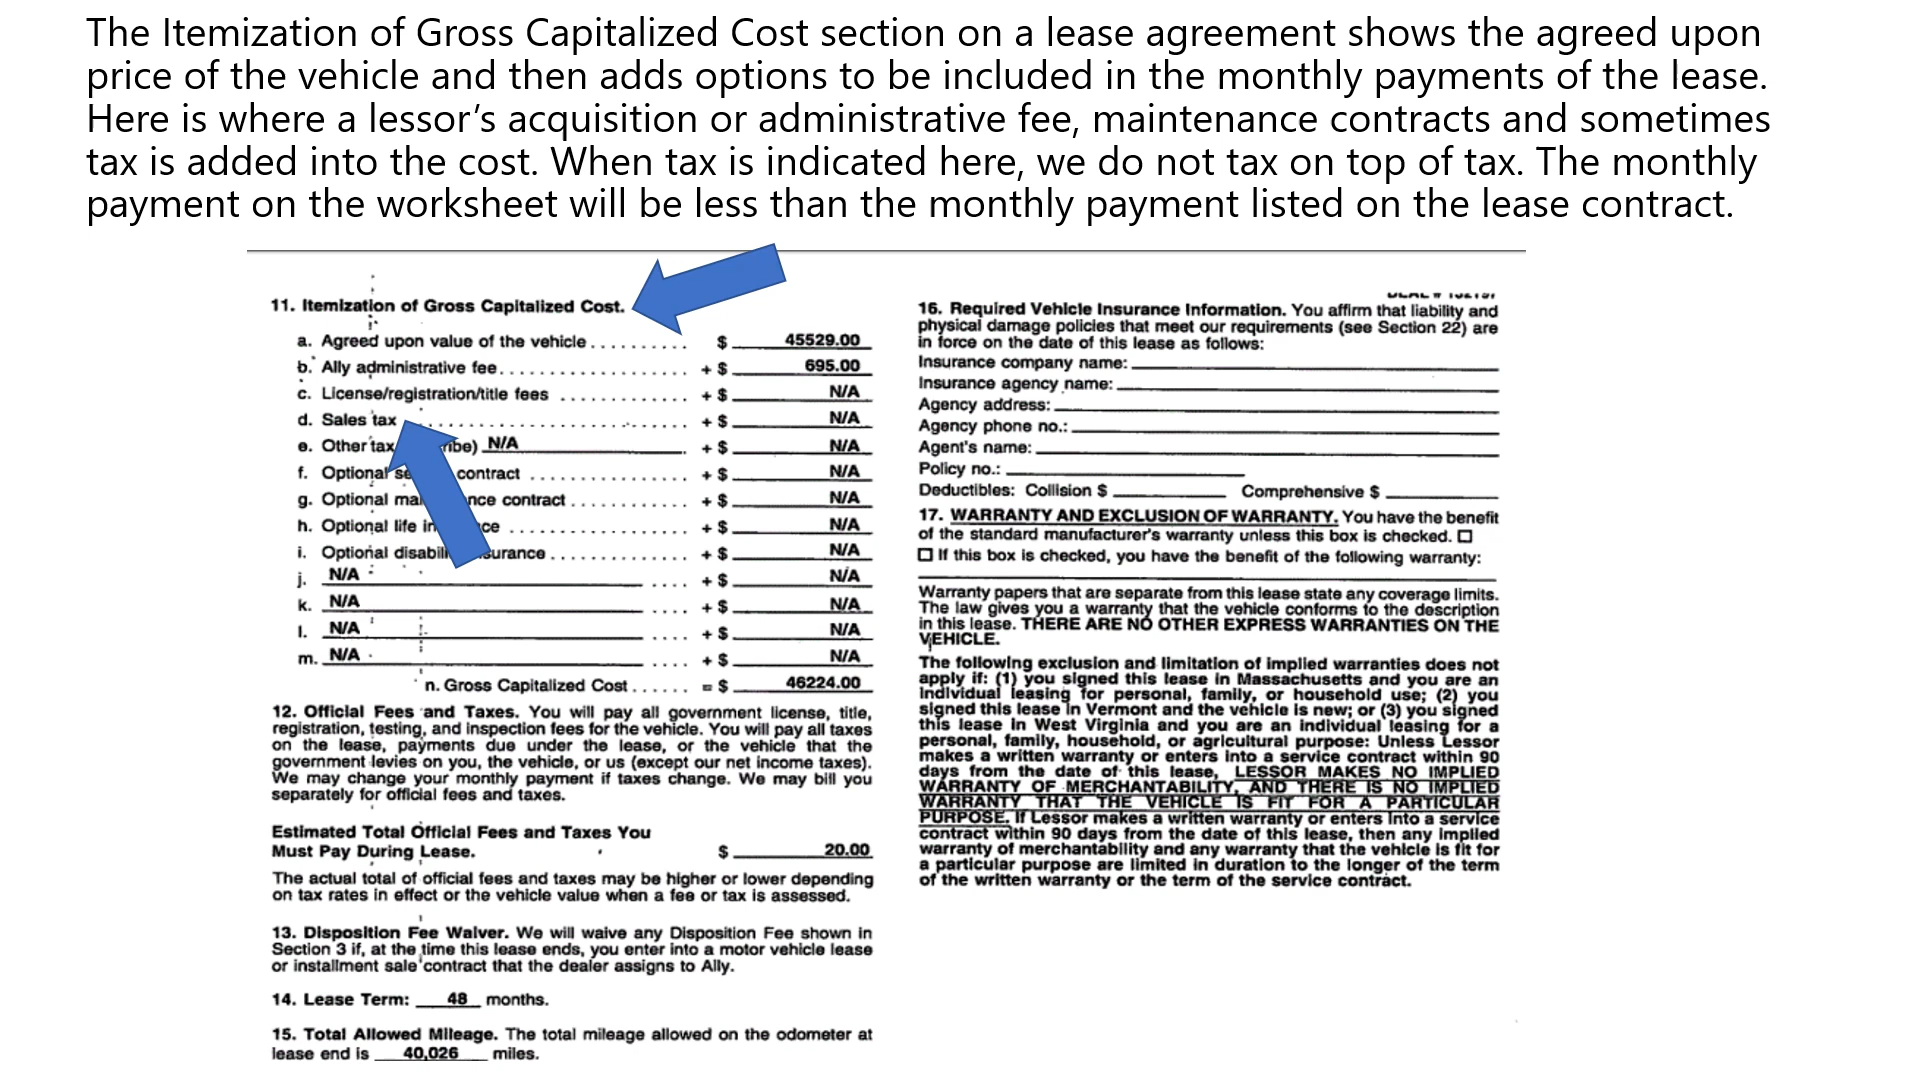 The Itemization of Gross Capitalized Cost section on a lease agreement shows the agreed upon
price of the vehicle and then adds options to be included in the monthly payments of the lease.
Here is where a lessor’s acquisition or administrative fee, maintenance contracts and sometimes
tax is added into the cost. When tax is indicated here, we do not tax on top of tax. The monthly
payment on the worksheet will be less than the monthly payment listed on the lease contract.
11. Itemization of Gross Capitalized Cost.
a. Agreed upon value of the vehicle . . . . . . . . . . $ 45529.00
b. Ally administrative fee. . . . . . . . . . . . . . . . . . . . + $ 695.00
c. License/registration/title fees . . . . . . . . . . . . . + $ N/A
d. Sales tax . . . . . . . . . . . . . . . . . . . . . . . . . . . + $ N/A
e. Other tax N/A + $ N/A
f. Optional contract . . . . . . . . . . . . . . . . + $ N/A
g. Optional contract . . . . . . . . . . . . + $ N/A
h. Optional life . . . . . . . . . . . . . . . . . . + $ N/A
i. Optional . . . . . . . . . . . . . . + $ N/A
j. N/A . . . . + $ N/A
k. N/A . . . . + $ N/A
l. N/A . . . . + $ N/A
m. N/A . . . . + $ N/A
n. Gross Capitalized Cost . . . . . . = $ 46224.00
12. Official Fees and Taxes. You will pay all government license, title,
registration, testing, and inspection fees for the vehicle. You will pay all taxes
on the lease, payments due under the lease, or the vehicle that the
government levies on you, the vehicle, or us (except our net income taxes).
We may change your monthly payment if taxes change. We may bill you
separately for official fees and taxes.
Estimated Total Official Fees and Taxes You
Must Pay During Lease. $ 20.00
The actual total of official fees and taxes may be higher or lower depending
on tax rates in effect or the vehicle value when a fee or tax is assessed.
13. Disposition Fee Waiver. We will waive any Disposition Fee shown in
Section 3 if, at the time this lease ends, you enter into a motor vehicle lease
or installment sale contract that the dealer assigns to Ally.
14. Lease Term: 48 months.
15. Total Allowed Mileage. The total mileage allowed on the odometer at
lease end is 40,026 miles.
16. Required Vehicle Insurance Information. You affirm that liability and
physical damage policies that meet our requirements (see Section 22) are
in force on the date of this lease as follows:
Insurance company name:
Insurance agency name:
Agency address:
Agency phone no.:
Agent's name:
Policy no.:
Deductibles: Collision $ Comprehensive $
17. WARRANTY AND EXCLUSION OF WARRANTY. You have the benefit
of the standard manufacturer's warranty unless this box is checked. ☐
☐ If this box is checked, you have the benefit of the following warranty:
Warranty papers that are separate from this lease state any coverage limits.
The law gives you a warranty that the vehicle conforms to the description
in this lease. THERE ARE NO OTHER EXPRESS WARRANTIES ON THE
VEHICLE.
The following exclusion and limitation of implied warranties does not
apply if: (1) you signed this lease in Massachusetts and you are an
individual leasing for personal, family, or household use; (2) you
signed this lease in Vermont and the vehicle is new; or (3) you signed
this lease in West Virginia and you are an individual leasing for a
personal, family, household, or agricultural purpose: Unless Lessor
makes a written warranty or enters into a service contract within 90
days from the date of this lease, LESSOR MAKES NO IMPLIED
WARRANTY OF MERCHANTABILITY, AND THERE IS NO IMPLIED
WARRANTY THAT THE VEHICLE IS FIT FOR A PARTICULAR
PURPOSE. If Lessor makes a written warranty or enters into a service
contract within 90 days from the date of this lease, then any implied
warranty of merchantability and any warranty that the vehicle is fit for
a particular purpose are limited in duration to the longer of the term
of the written warranty or the term of the service contract.